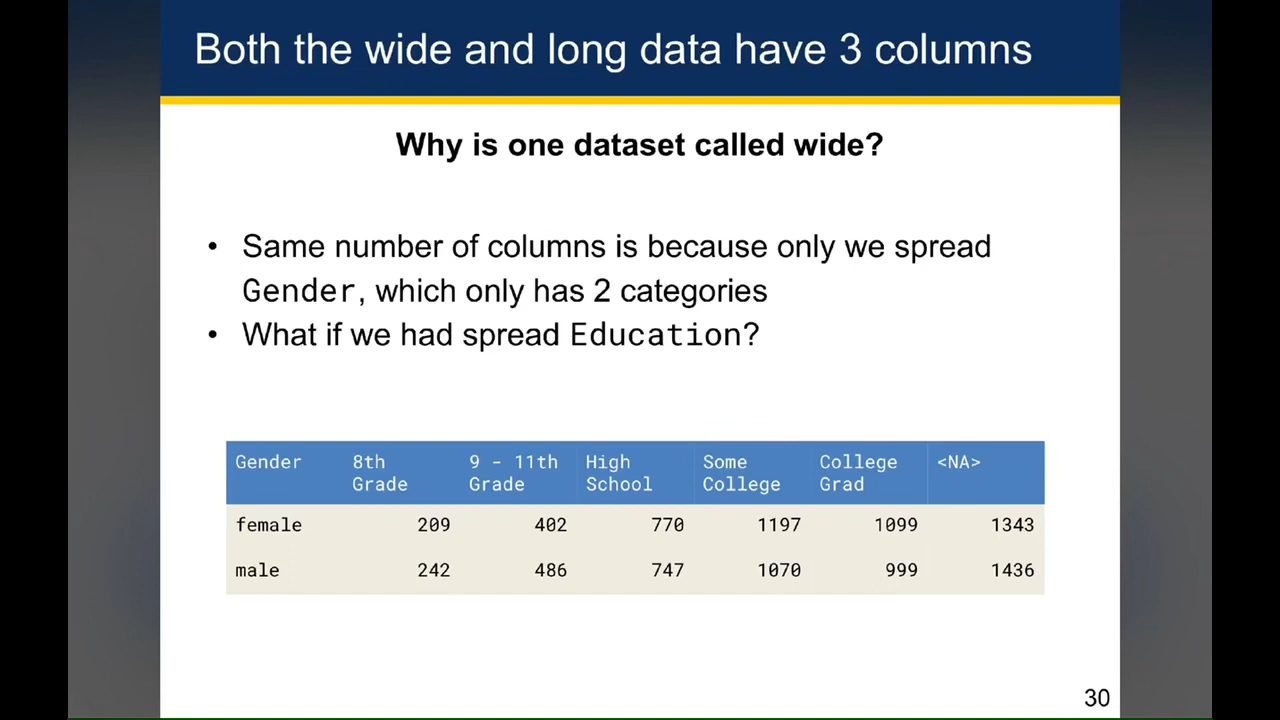 Both the wide and long data have 3 columns
Why is one dataset called wide?
• Same number of columns is because only we spread
Gender, which only has 2 categories
• What if we had spread Education?
Gender 8th 9 - 11th High Some College <NA>
Grade Grade School College Grad
female 209 402 770 1197 1099 1343
male 242 486 747 1070 999 1436
30